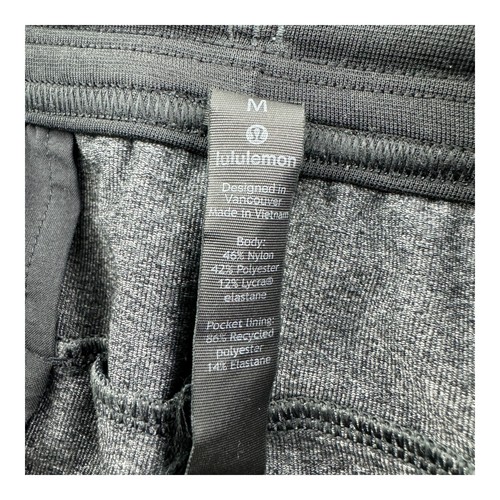 M
lululemon
Designed in
Vancouver
Made in Vietnam
Body:
46% Nylon
42% Polyester
12% Lycra®
elastane
Pocket lining:
86% Recycled
polyester
14% Elastane